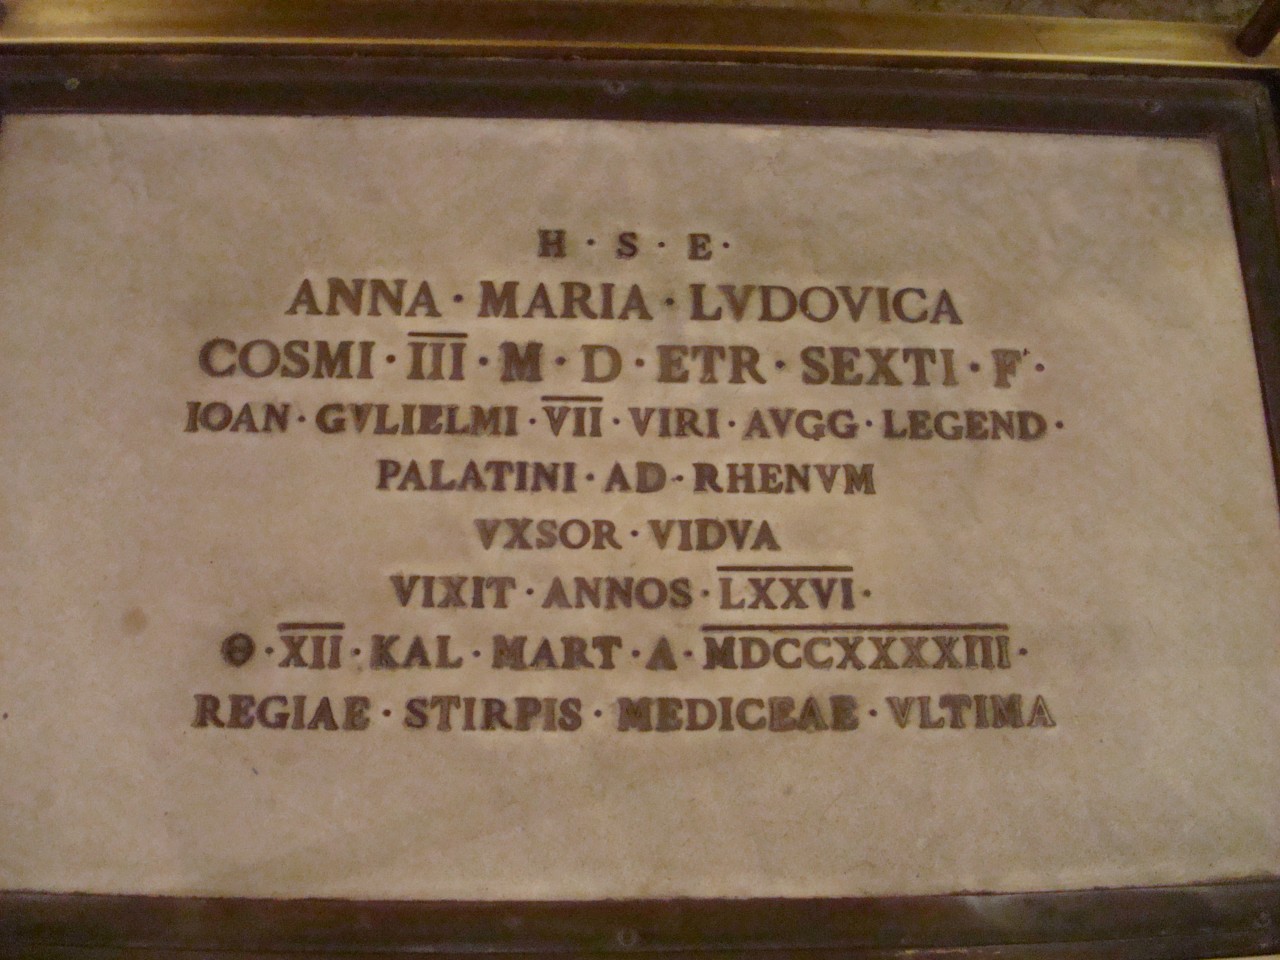 H · S · E ·
ANNA · MARIA · LVDOVICA
COSMI · III · M · D · ETR · SEXTI · F ·
IOAN · GVLIELMI · VII · VIRI · AVGG · LEGEND ·
PALATINI · AD · RHENVM
VXSOR · VIDVA
VIXIT · ANNOS · LXXVI ·
Θ · XII · KAL · MART · A · MDCCXXXXIII ·
REGIAE · STIRPIS · MEDICEAE · VLTIMA